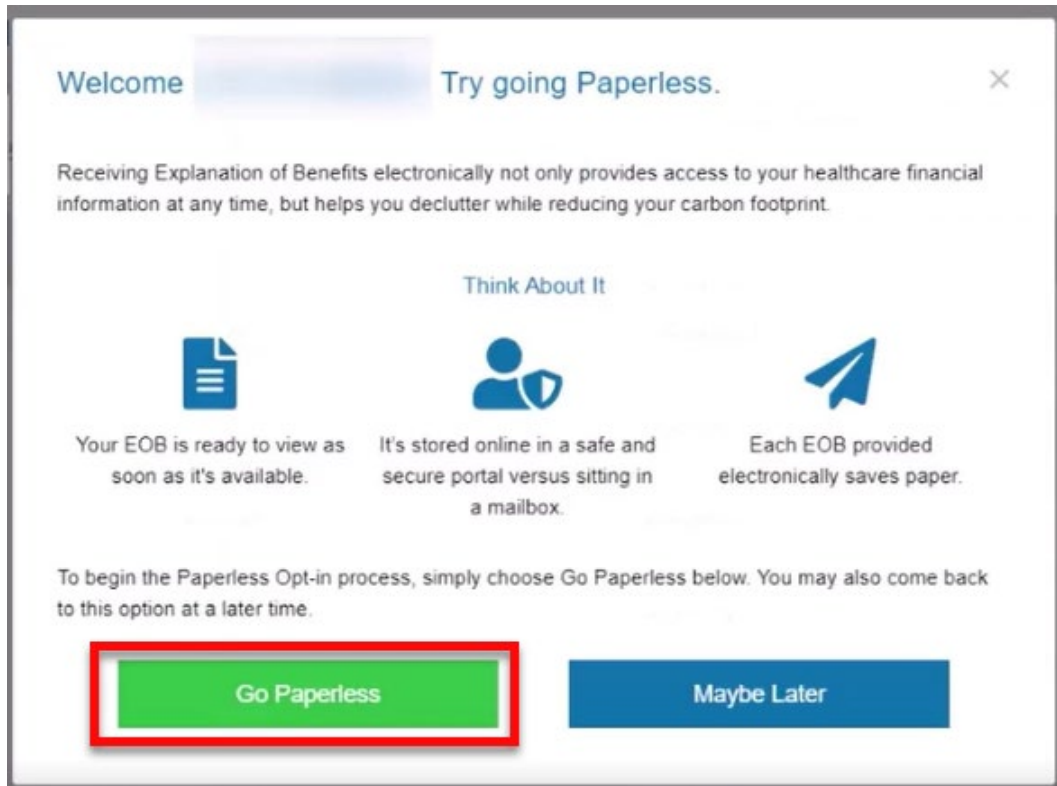 Welcome Try going Paperless.
Receiving Explanation of Benefits electronically not only provides access to your healthcare financial
information at any time, but helps you declutter while reducing your carbon footprint.
Think About It
Your EOB is ready to view as
soon as it's available.
It's stored online in a safe and
secure portal versus sitting in
a mailbox.
Each EOB provided
electronically saves paper.
To begin the Paperless Opt-in process, simply choose Go Paperless below. You may also come back
to this option at a later time.
Go Paperless
Maybe Later